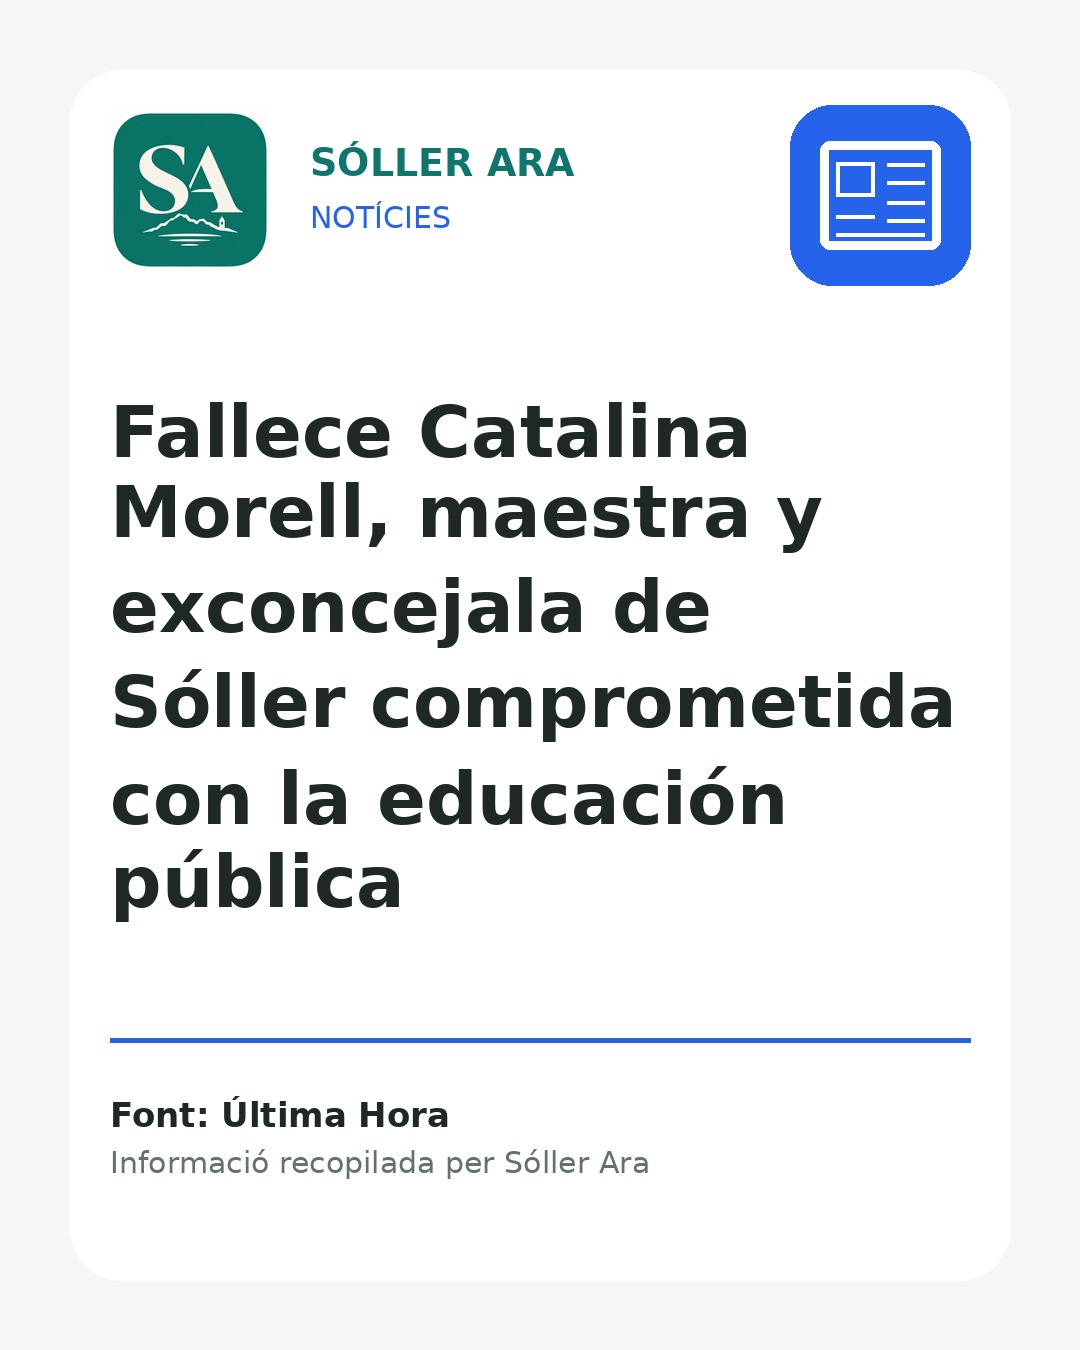 SA
SÓLLER ARA
NOTÍCIES
Fallece Catalina
Morell, maestra y
exconcejala de
Sóller comprometida
con la educación
pública
Font: Última Hora
Informació recopilada per Sóller Ara